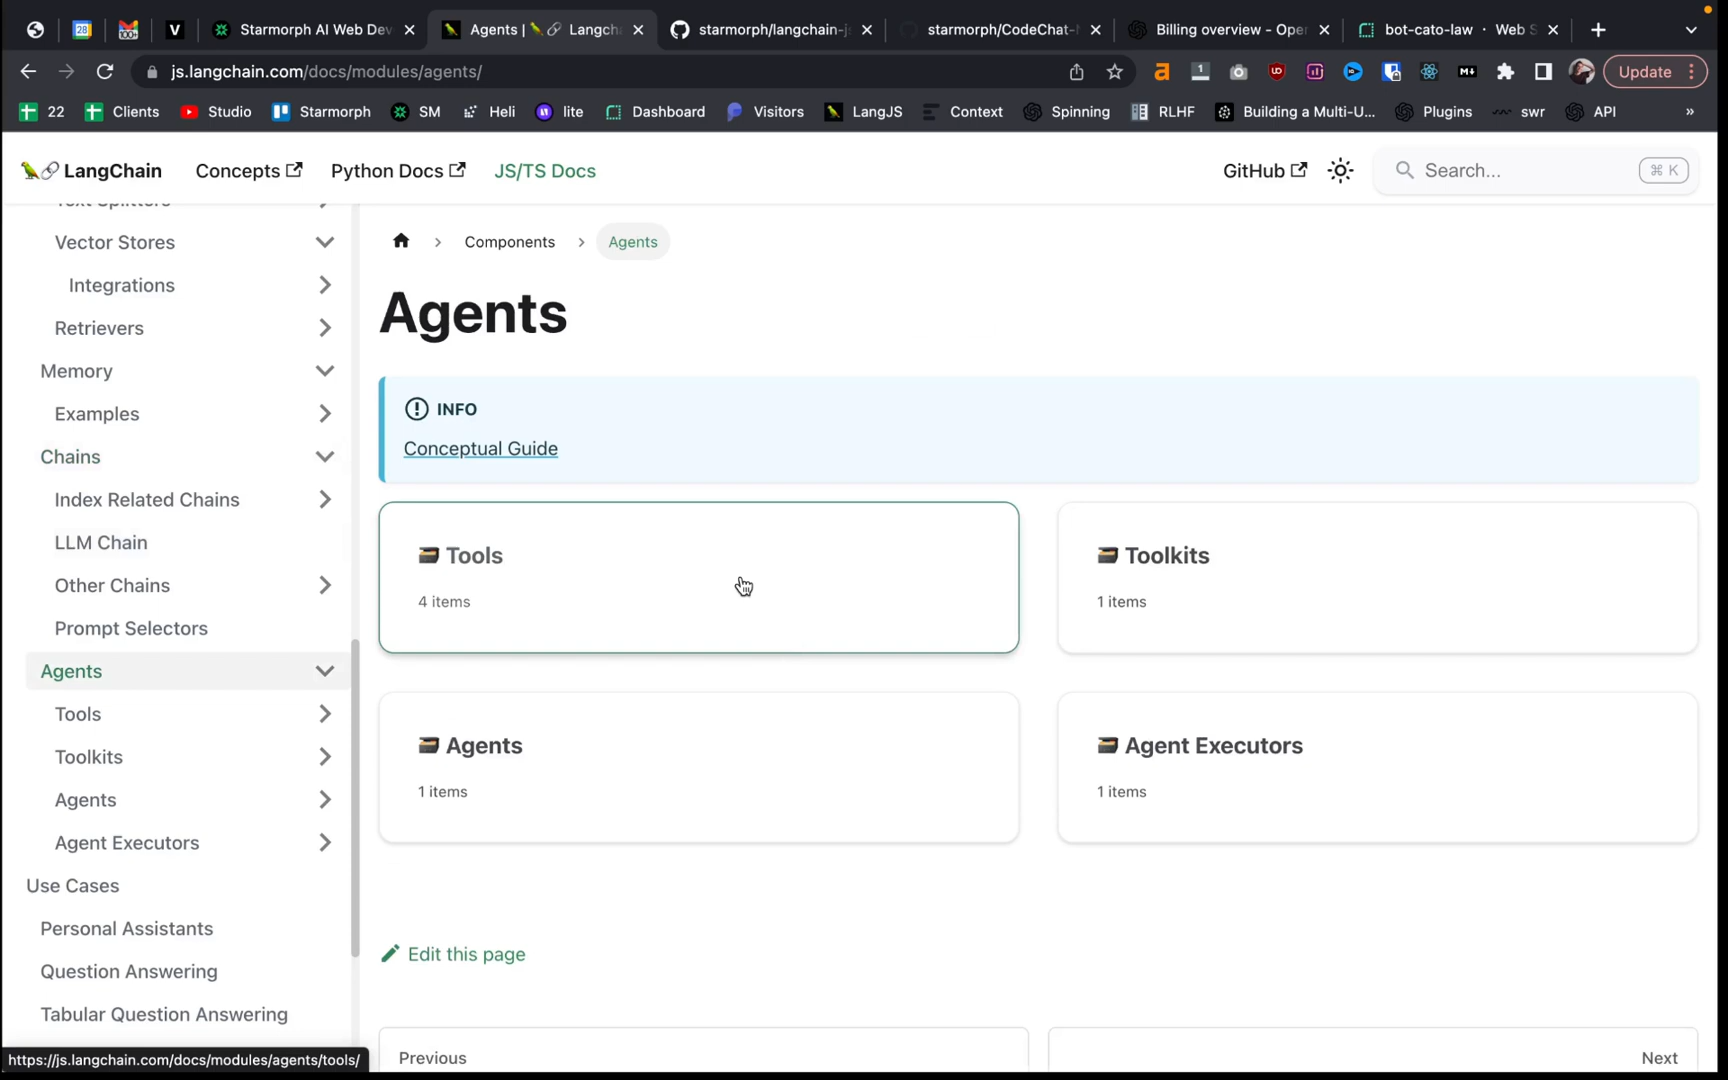 Starmorph AI Web Dev
Agents | Langch
starmorph/langchain-j
starmorph/CodeChat-
Billing overview - Ope
bot-cato-law · Web S
js.langchain.com/docs/modules/agents/
Update
22
Clients
Studio
Starmorph
SM
Heli
lite
Dashboard
Visitors
LangJS
Context
Spinning
RLHF
Building a Multi-U...
Plugins
swr
API
»
LangChain
Concepts
Python Docs
JS/TS Docs
GitHub
Search...
⌘ K
Text Splitters
Vector Stores
Integrations
Retrievers
Memory
Examples
Chains
Index Related Chains
LLM Chain
Other Chains
Prompt Selectors
Agents
Tools
Toolkits
Agents
Agent Executors
Use Cases
Personal Assistants
Question Answering
Tabular Question Answering
https://js.langchain.com/docs/modules/agents/tools/
Components
Agents
Agents
INFO
Conceptual Guide
Tools
4 items
Toolkits
1 items
Agents
1 items
Agent Executors
1 items
Edit this page
Previous
Next